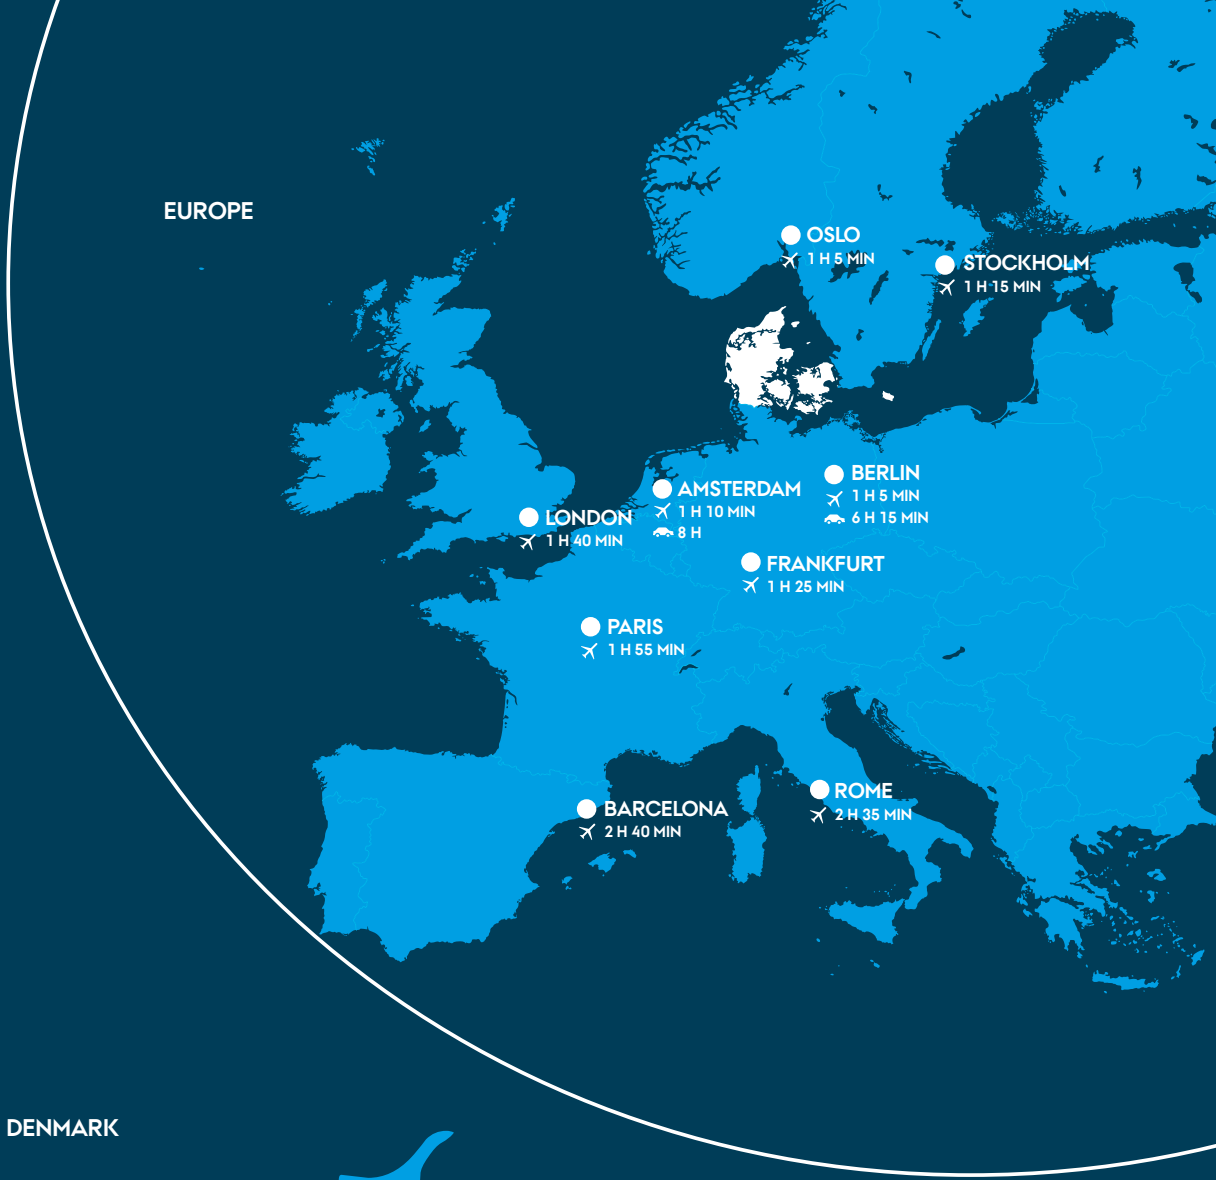 EUROPE
OSLO
1 H 5 MIN
STOCKHOLM
1 H 15 MIN
BERLIN
1 H 5 MIN
6 H 15 MIN
AMSTERDAM
1 H 10 MIN
8 H
LONDON
1 H 40 MIN
FRANKFURT
1 H 25 MIN
PARIS
1 H 55 MIN
ROME
2 H 35 MIN
BARCELONA
2 H 40 MIN
DENMARK